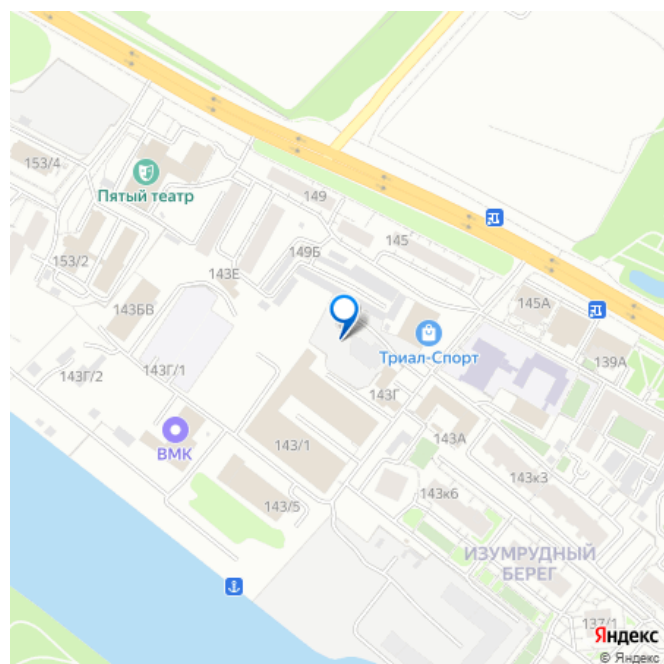 153/4
Пятый театр
149
149Б
145
153/2
143Е
143БВ
145А
Триал-Спорт
139А
143Г/2
143Г/1
143Г
ВМК
143/1
143А
143к3
143/5
143к6
ИЗУМРУДНЫЙ
БЕРЕГ
137/1
Яндекс
© Яндекс